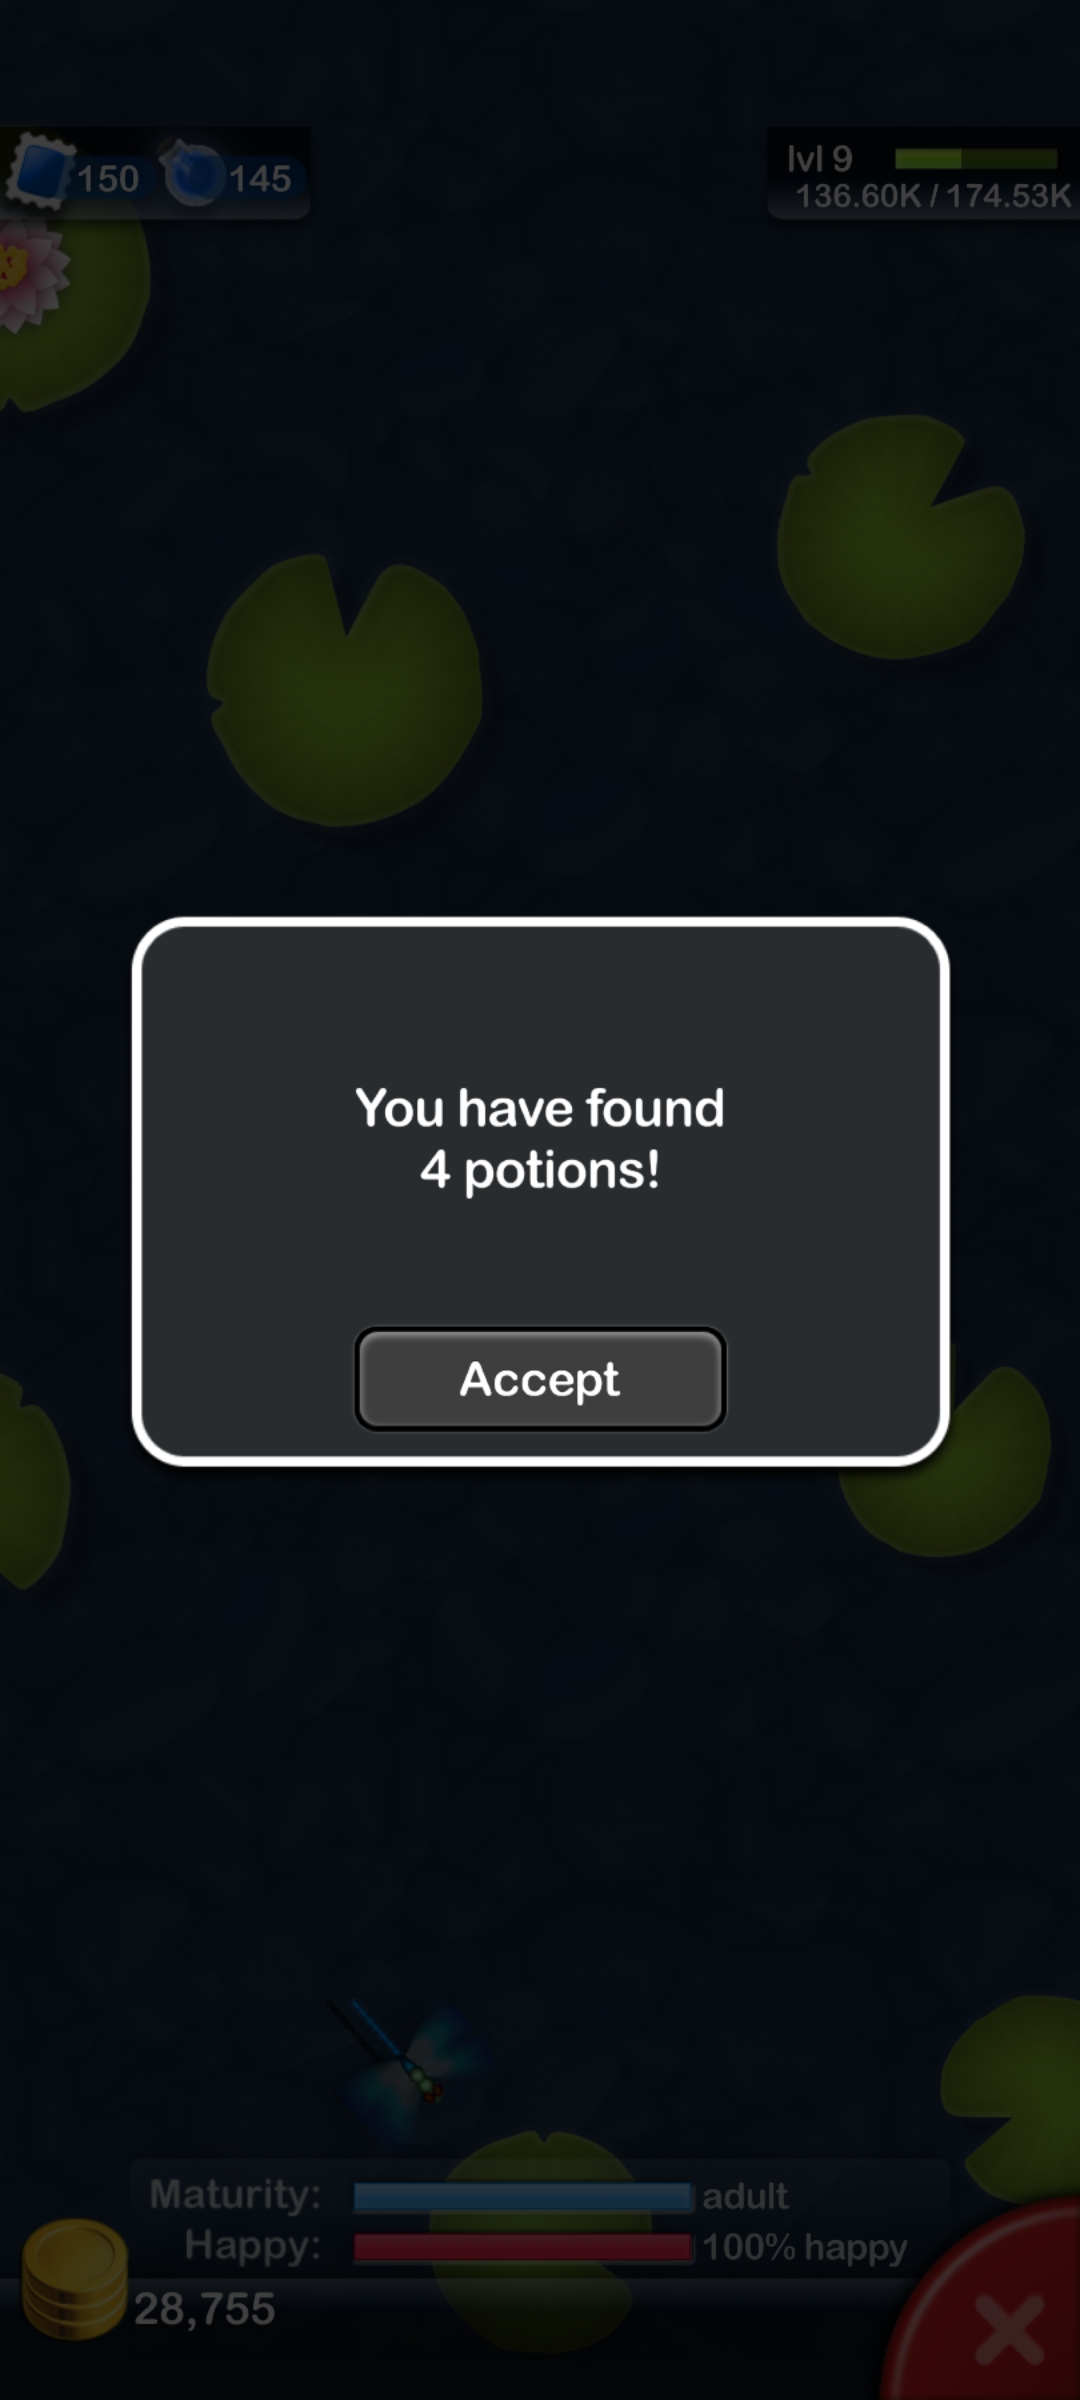 150 145
lvl 9
136.60K / 174.53K
You have found
4 potions!
Accept
Maturity: adult
Happy: 100% happy
28,755